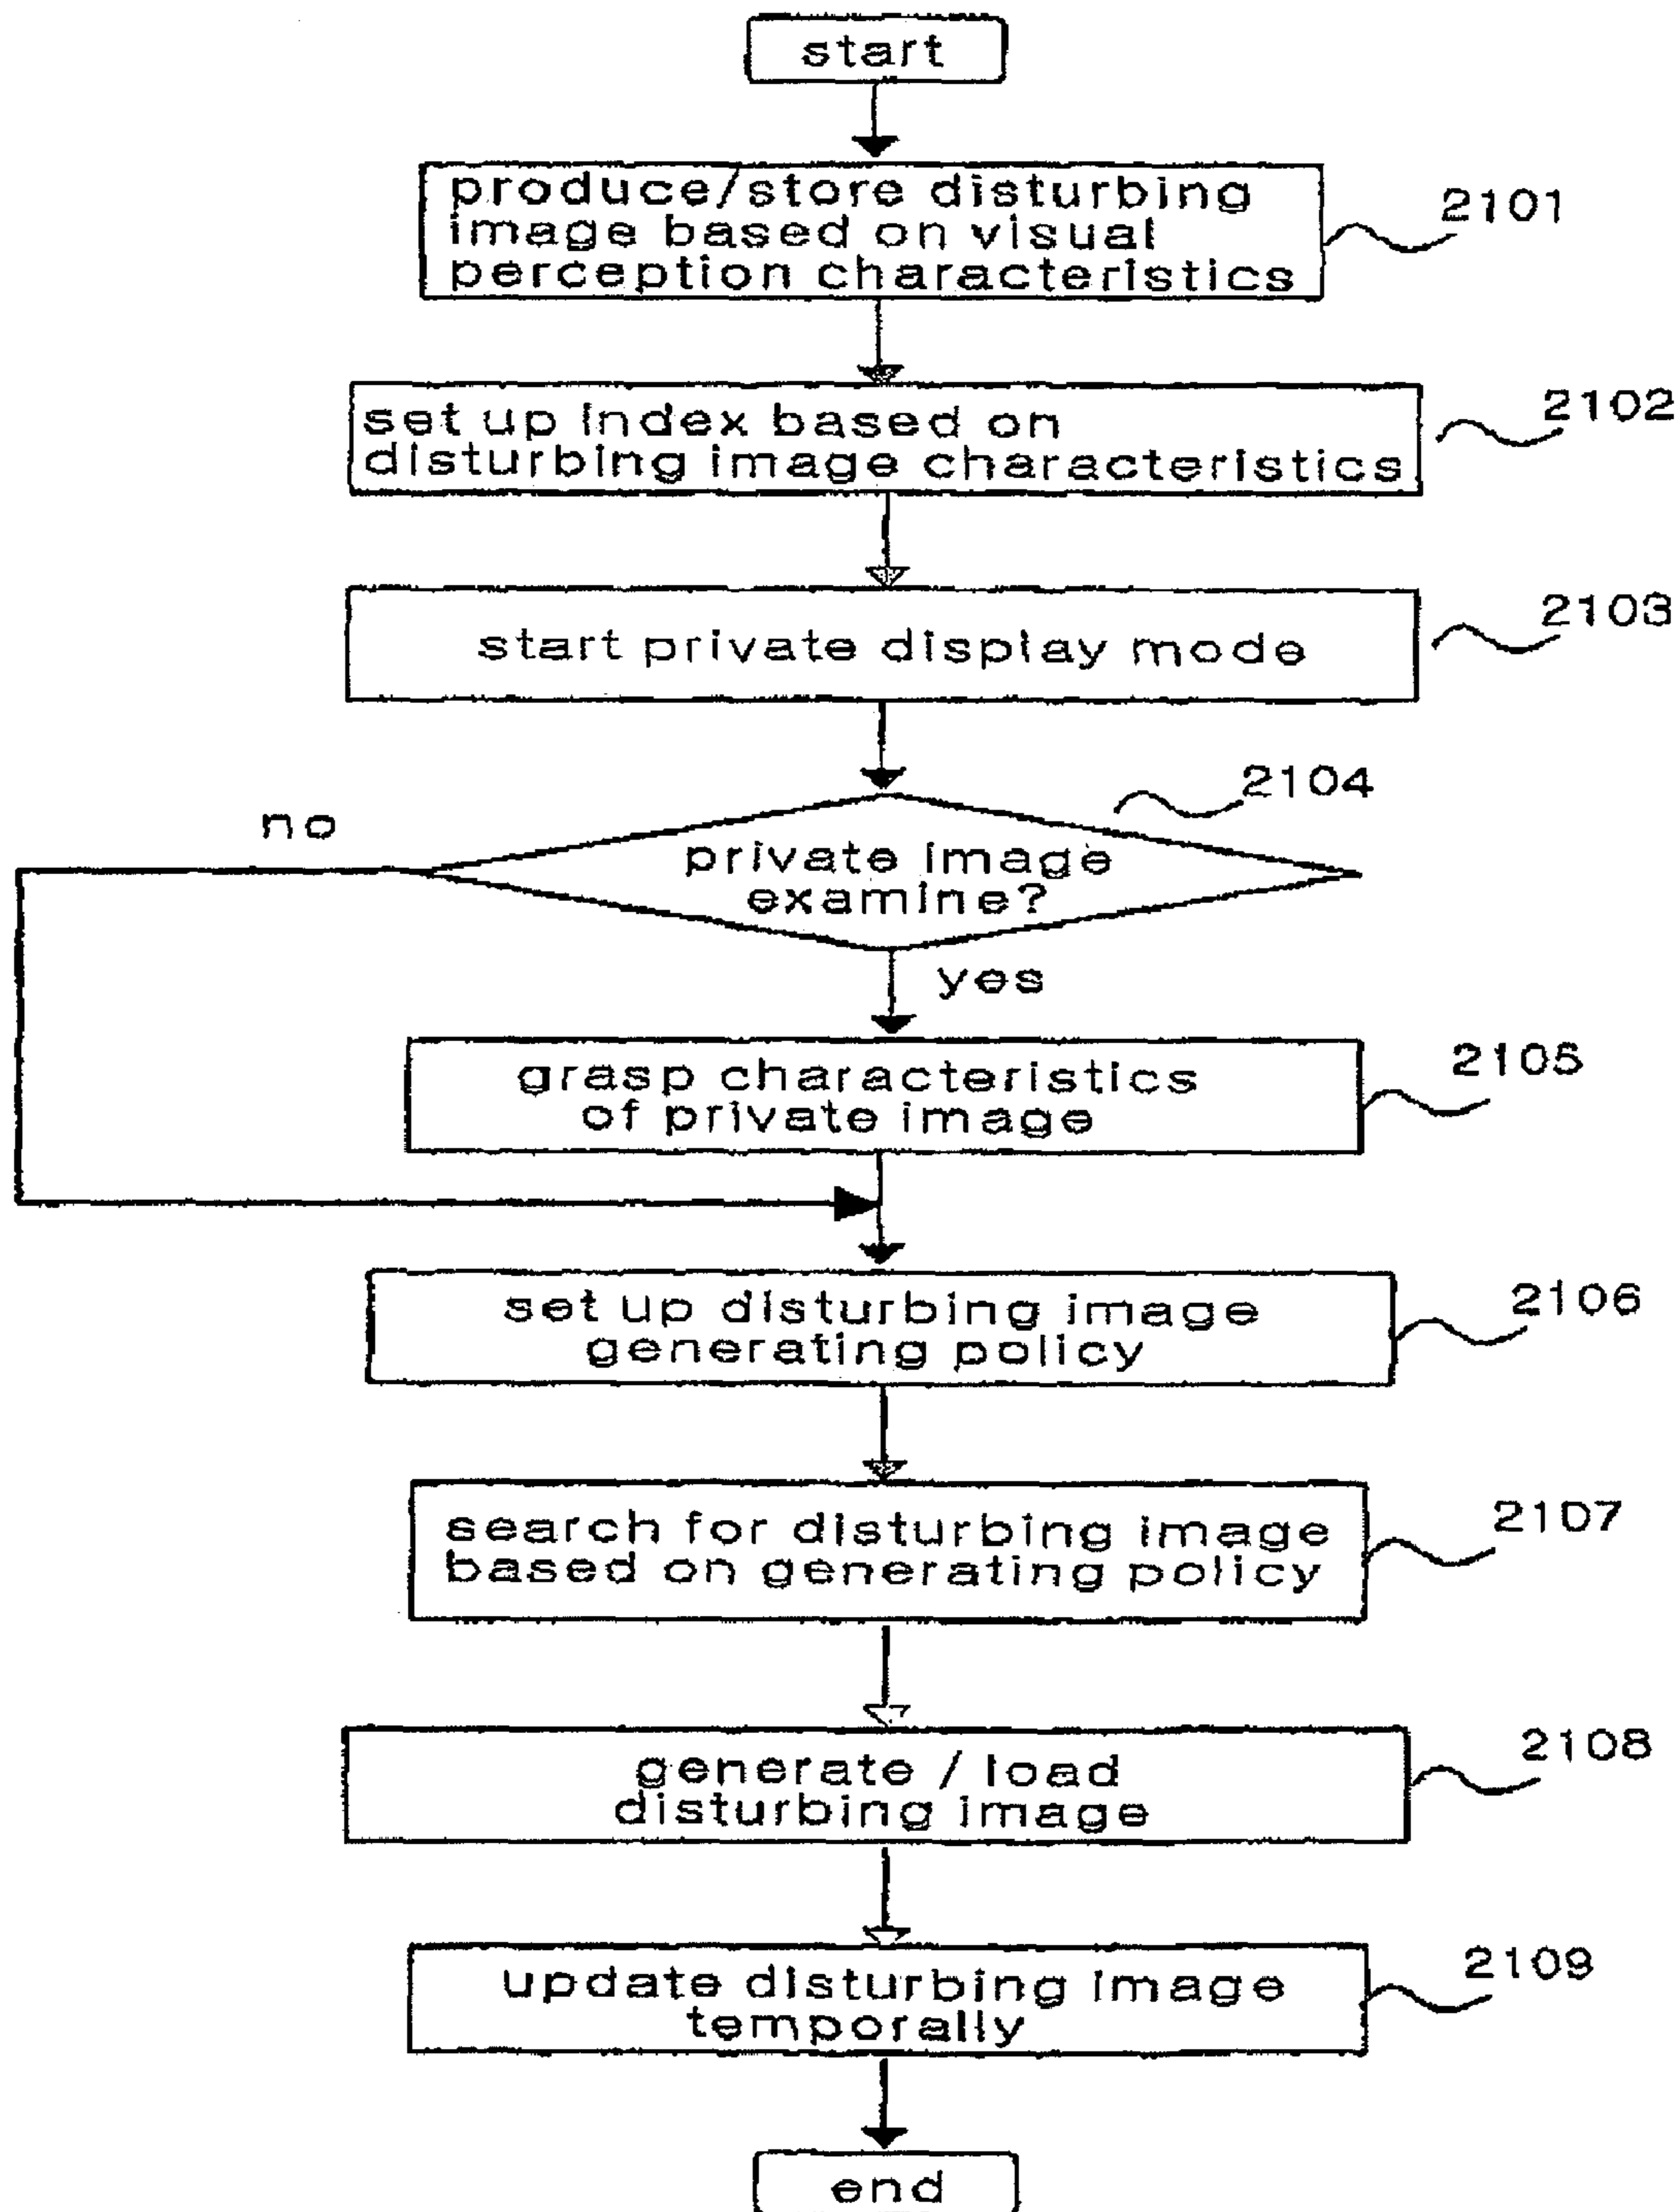 start
produce/store disturbing
image based on visual
perception characteristics
2101
set up index based on
disturbing image characteristics
2102
start private display mode
2103
2104
no
private image
examine?
yes
grasp characteristics
of private image
2105
set up disturbing image
generating policy
2106
search for disturbing image
based on generating policy
2107
generate / load
disturbing image
2108
update disturbing image
temporally
2109
end